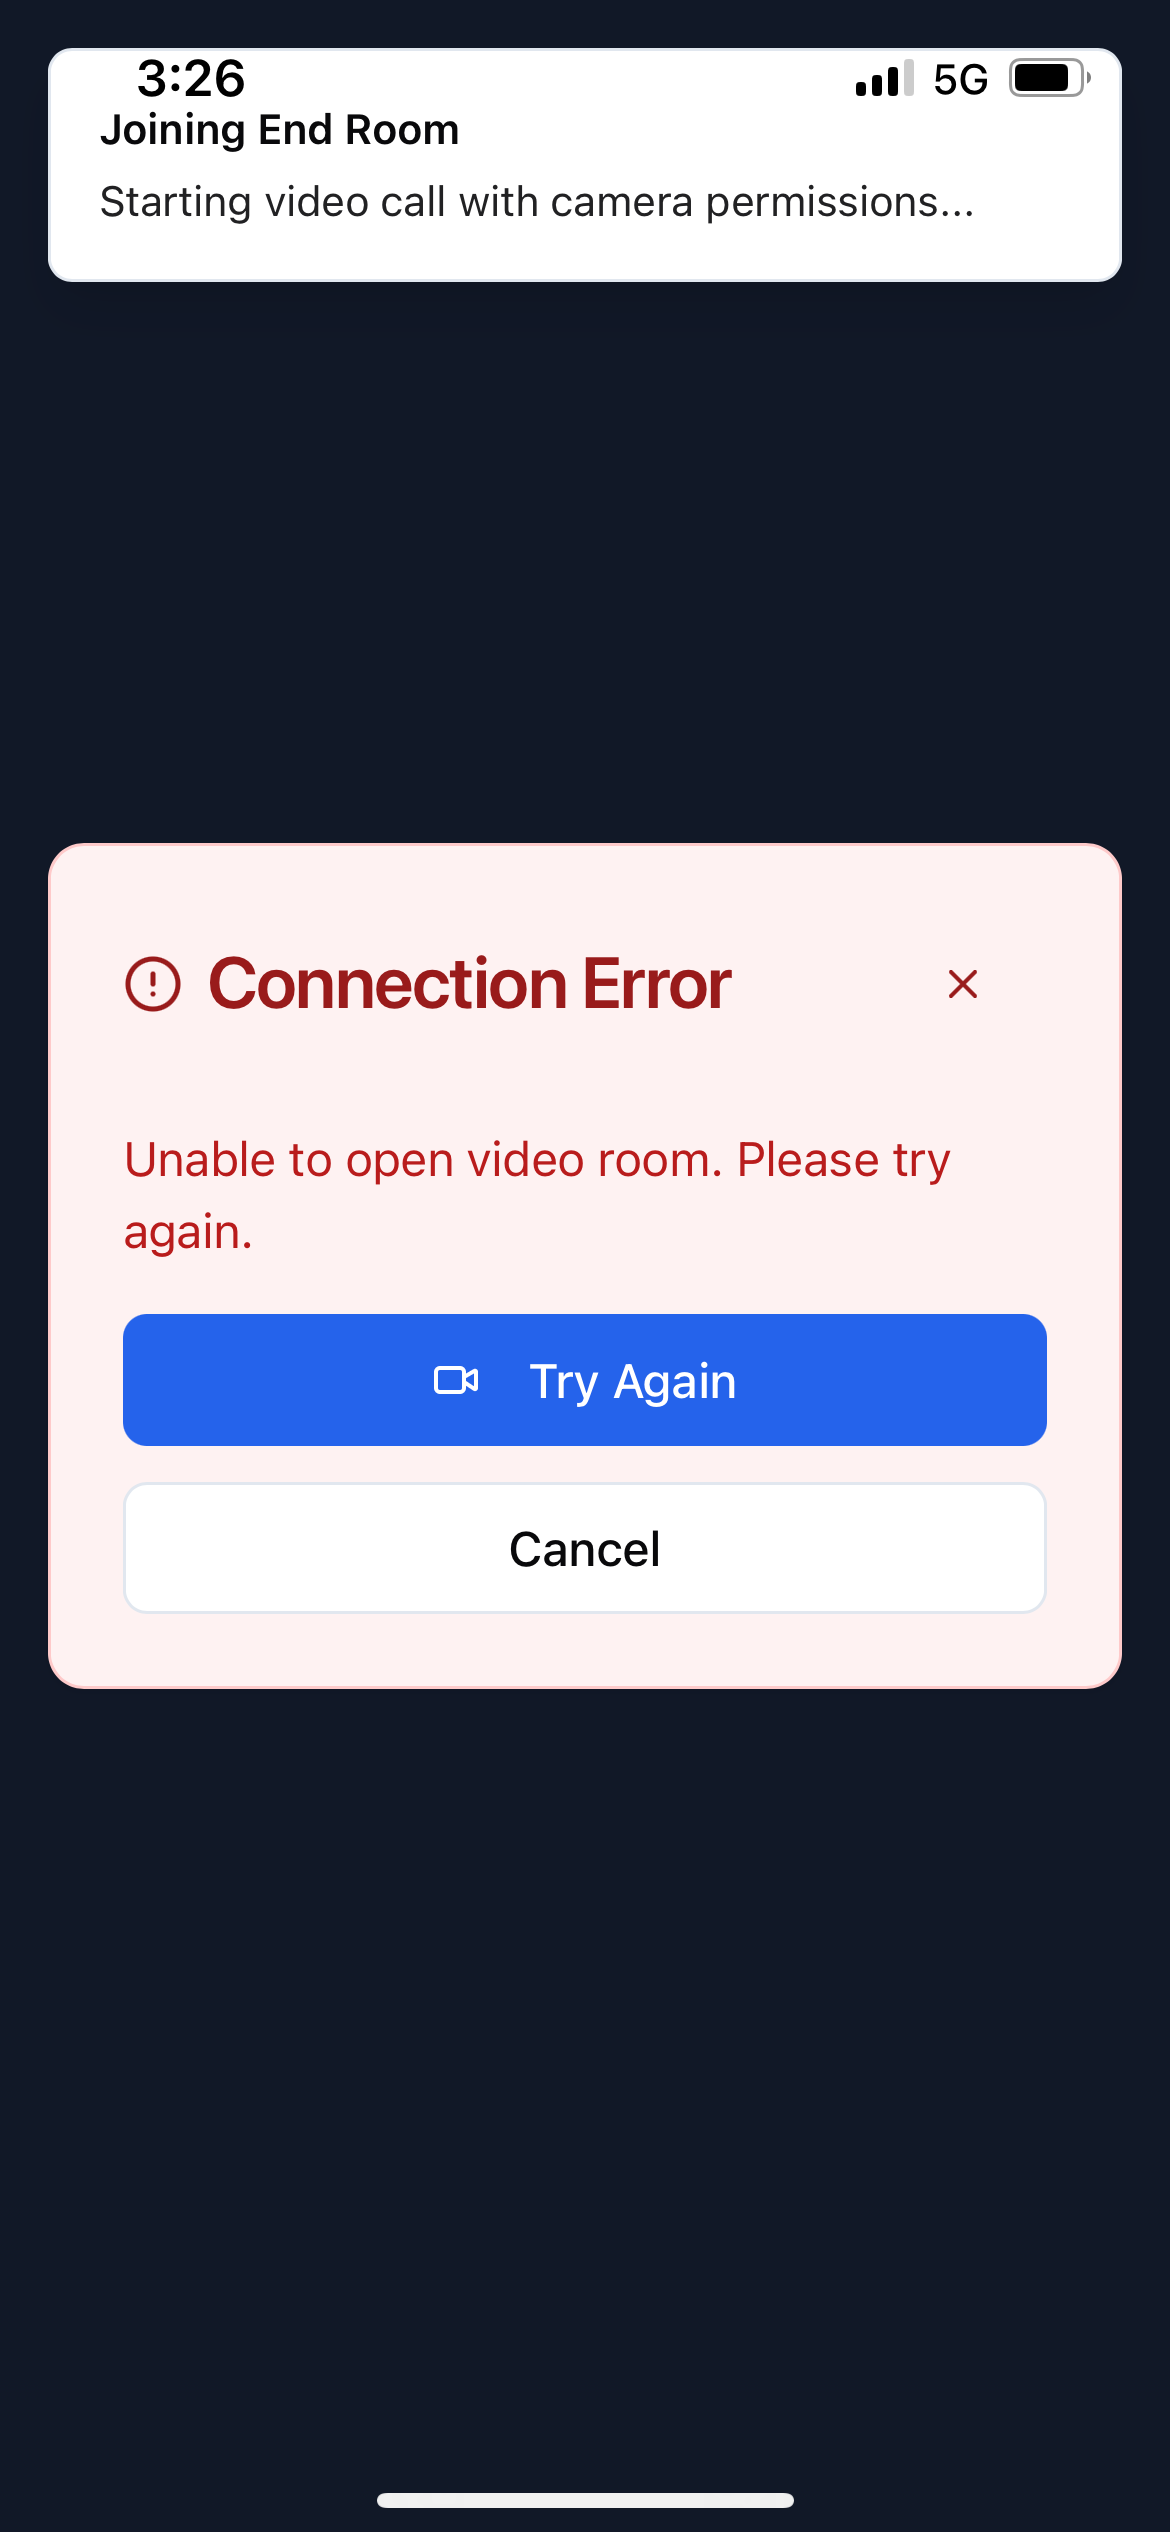 3:26
5G
Joining End Room
Starting video call with camera permissions...
Connection Error
Unable to open video room. Please try
again.
Try Again
Cancel